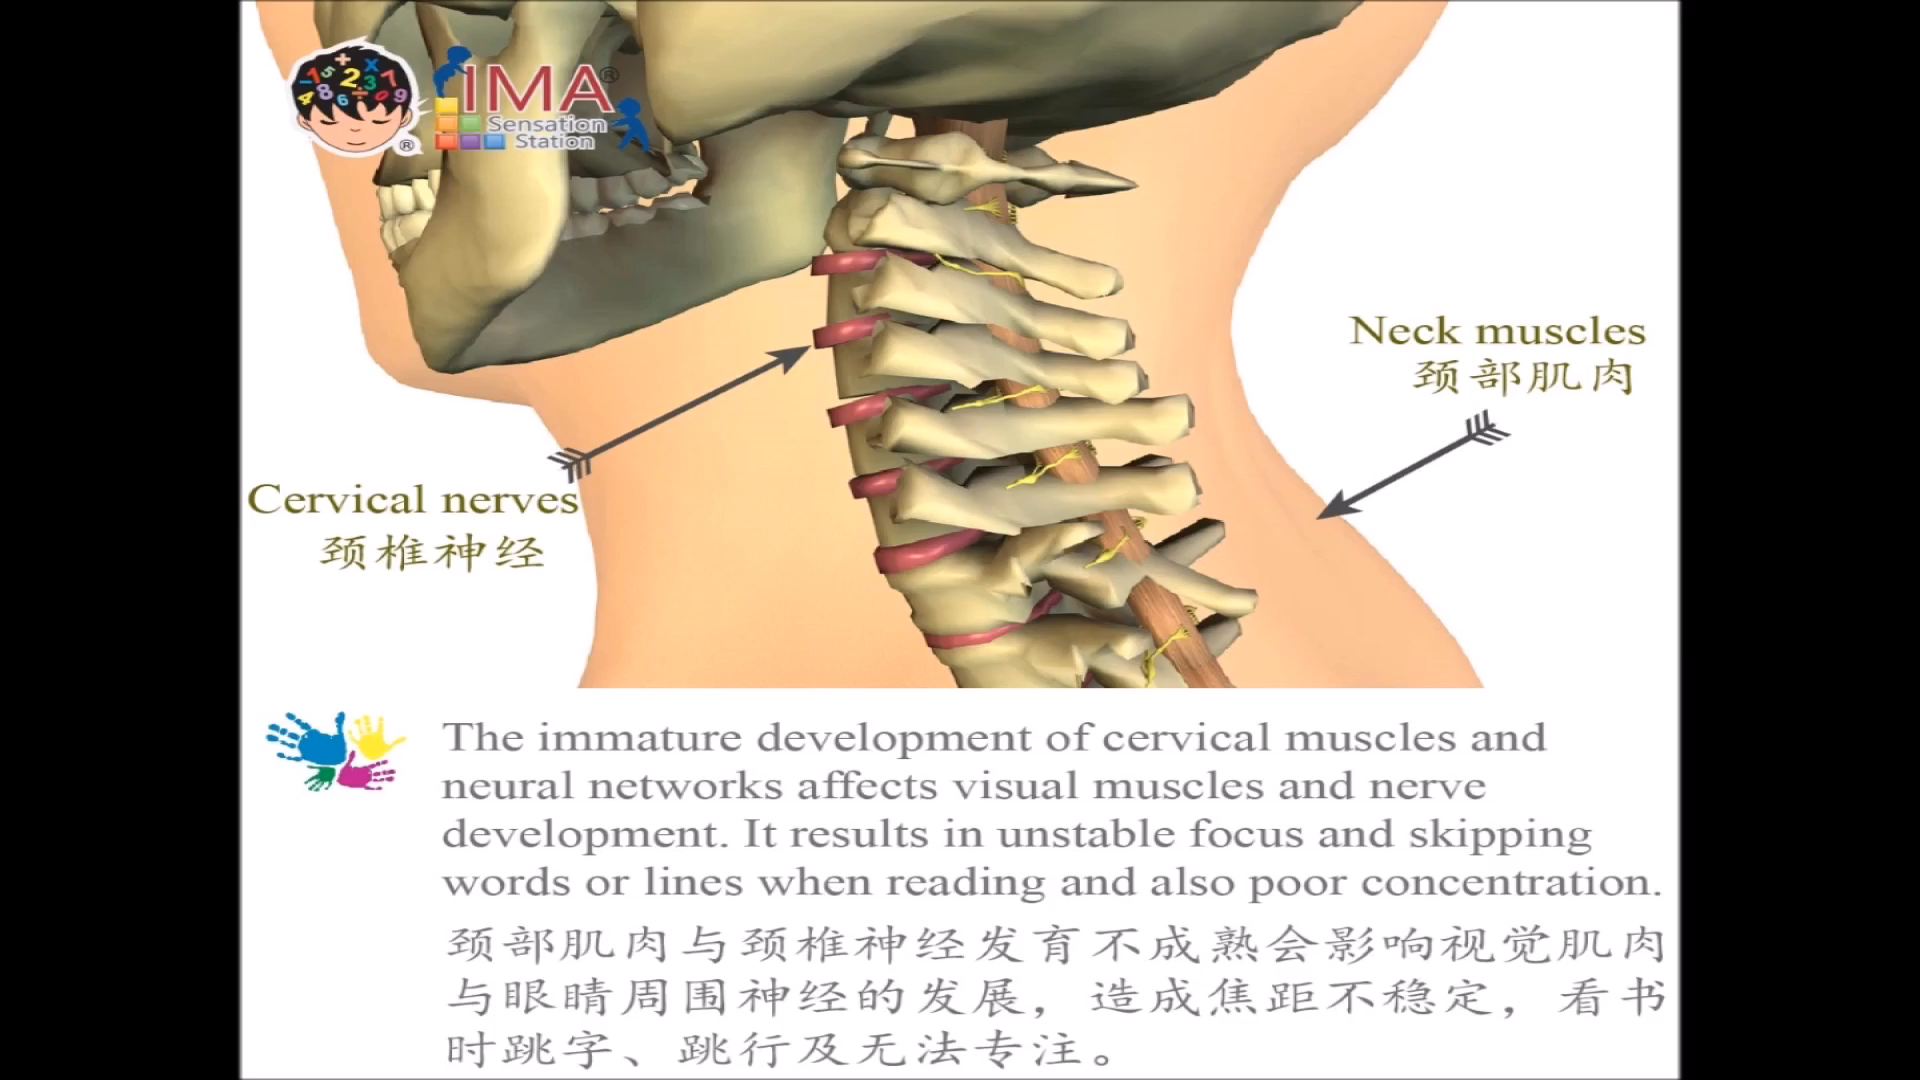 IMA®
Sensation
Station
®
Neck muscles
颈部肌肉
Cervical nerves
颈椎神经
The immature development of cervical muscles and
neural networks affects visual muscles and nerve
development. It results in unstable focus and skipping
words or lines when reading and also poor concentration.
颈部肌肉与颈椎神经发育不成熟会影响视觉肌肉
与眼睛周围神经的发展，造成焦距不稳定，看书
时跳字、跳行及无法专注。